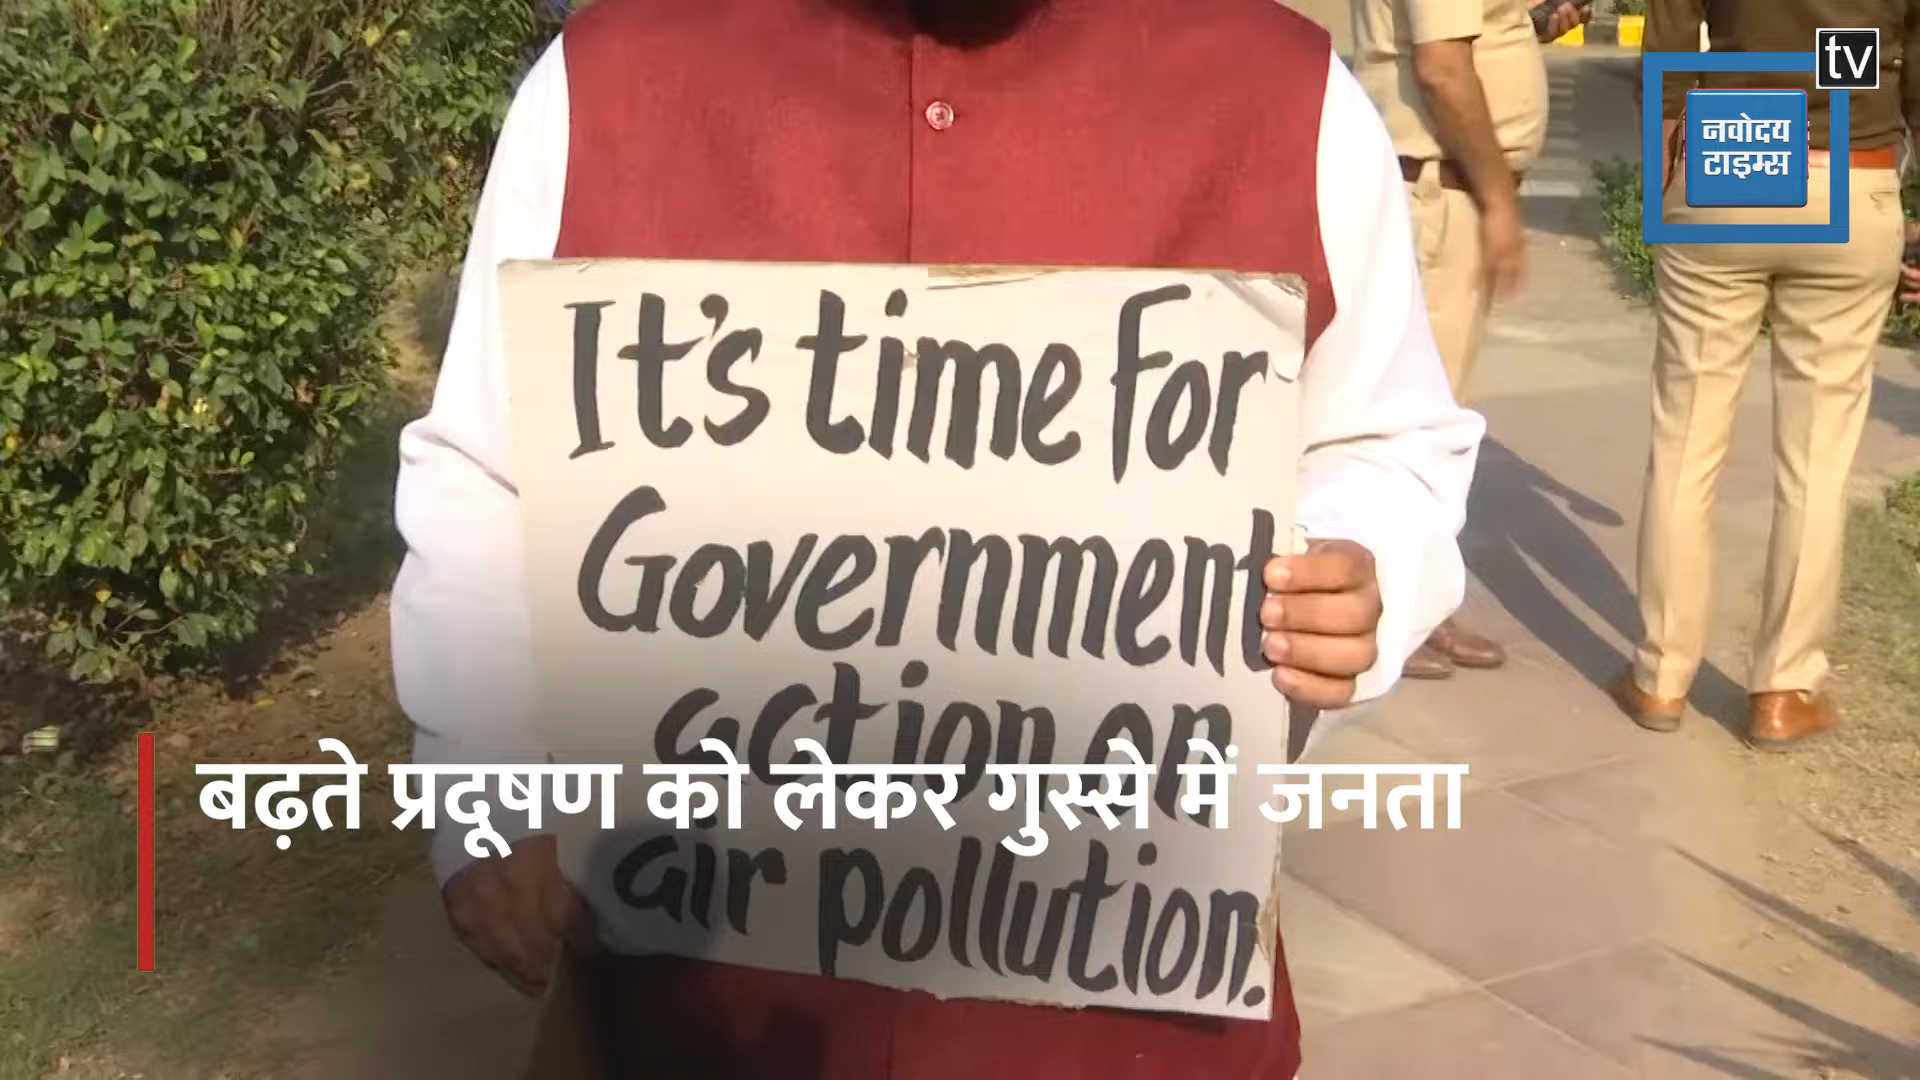 tv
नवोदय
टाइम्स
It's time for
Government
action on
बढ़ते प्रदूषण को लेकर गुस्से में जनता
air pollution.